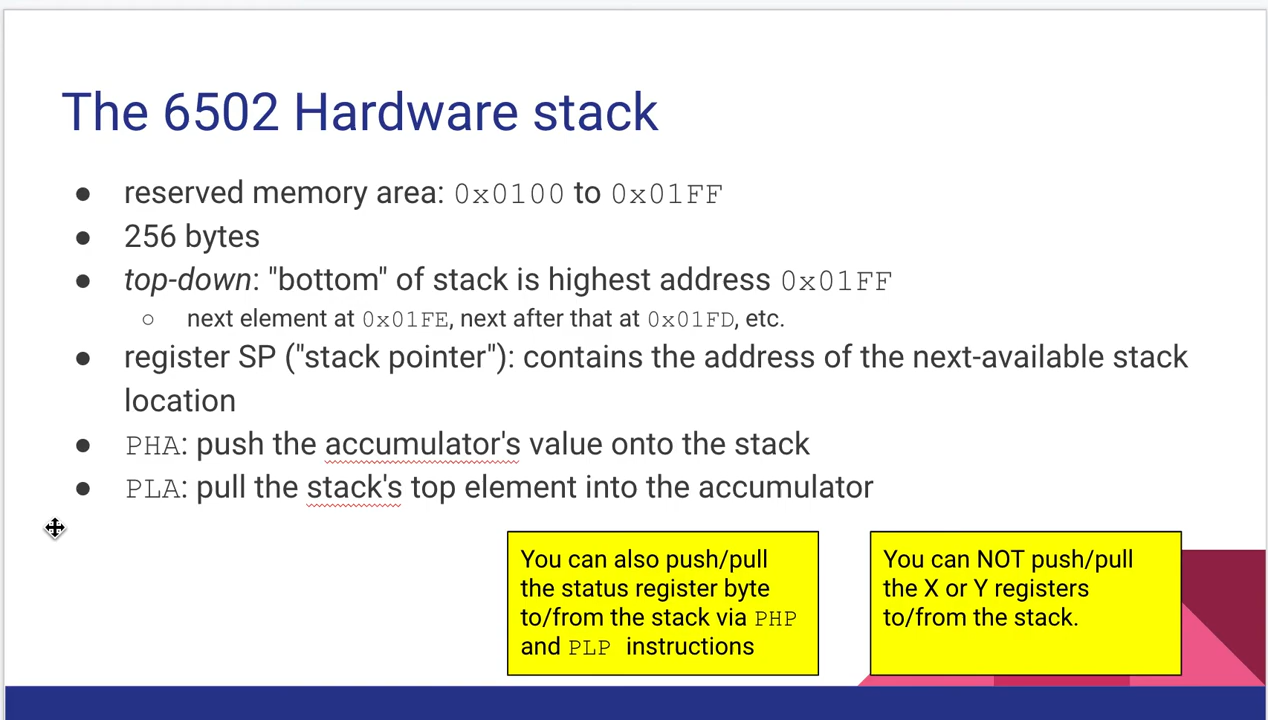 The 6502 Hardware stack
● reserved memory area: 0x0100 to 0x01FF
● 256 bytes
● top-down: "bottom" of stack is highest address 0x01FF
○ next element at 0x01FE, next after that at 0x01FD, etc.
● register SP ("stack pointer"): contains the address of the next-available stack
location
● PHA: push the accumulator's value onto the stack
● PLA: pull the stack's top element into the accumulator
You can also push/pull
the status register byte
to/from the stack via PHP
and PLP instructions
You can NOT push/pull
the X or Y registers
to/from the stack.